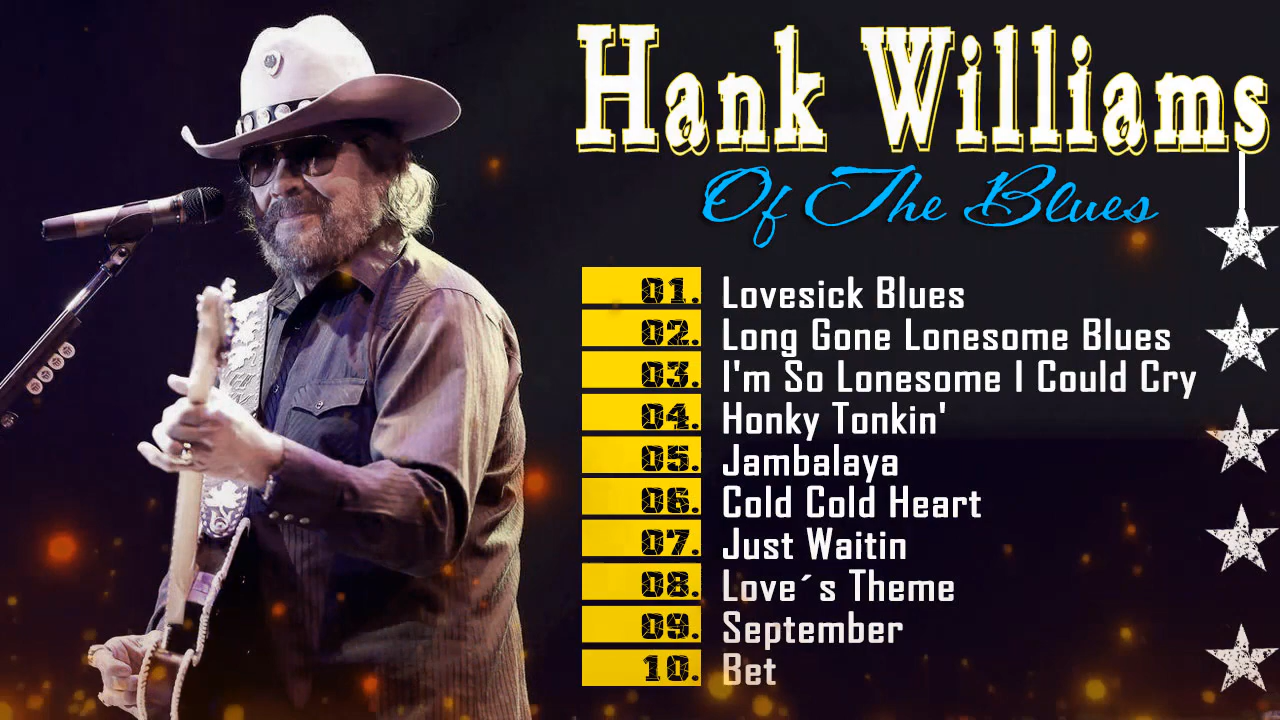 Hank Williams
Of The Blues
01. Lovesick Blues
02. Long Gone Lonesome Blues
03. I'm So Lonesome I Could Cry
04. Honky Tonkin'
05. Jambalaya
06. Cold Cold Heart
07. Just Waitin
08. Love´s Theme
09. September
10. Bet